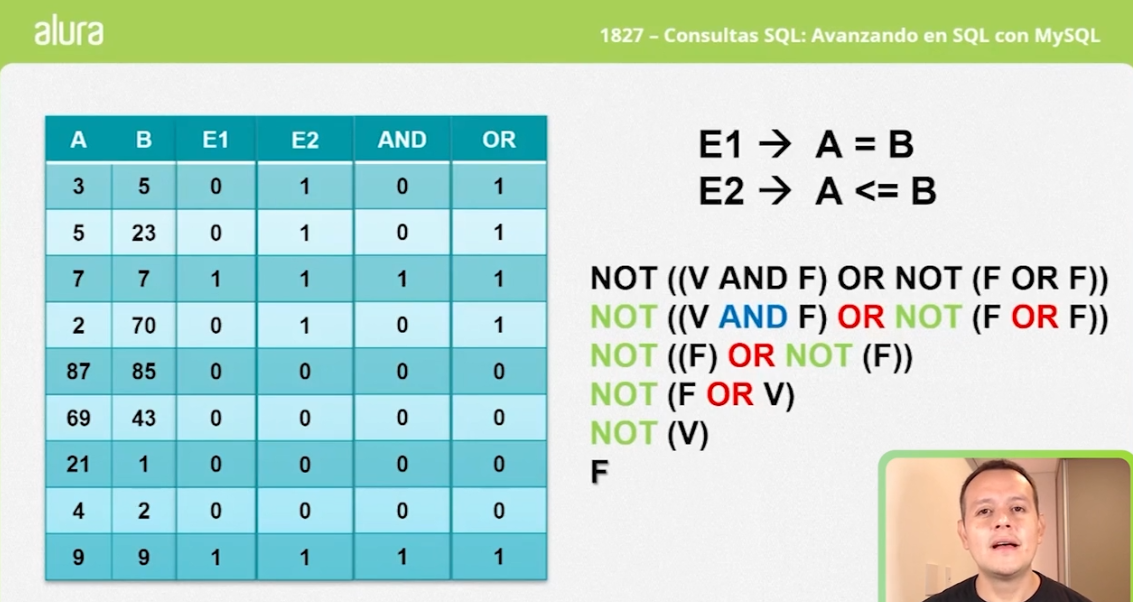 alura
1827 – Consultas SQL: Avanzando en SQL con MySQL
A B E1 E2 AND OR
3 5 0 1 0 1
5 23 0 1 0 1
7 7 1 1 1 1
2 70 0 1 0 1
87 85 0 0 0 0
69 43 0 0 0 0
21 1 0 0 0 0
4 2 0 0 0 0
9 9 1 1 1 1
E1 → A = B
E2 → A <= B
NOT ((V AND F) OR NOT (F OR F))
NOT ((V AND F) OR NOT (F OR F))
NOT ((F) OR NOT (F))
NOT (F OR V)
NOT (V)
F